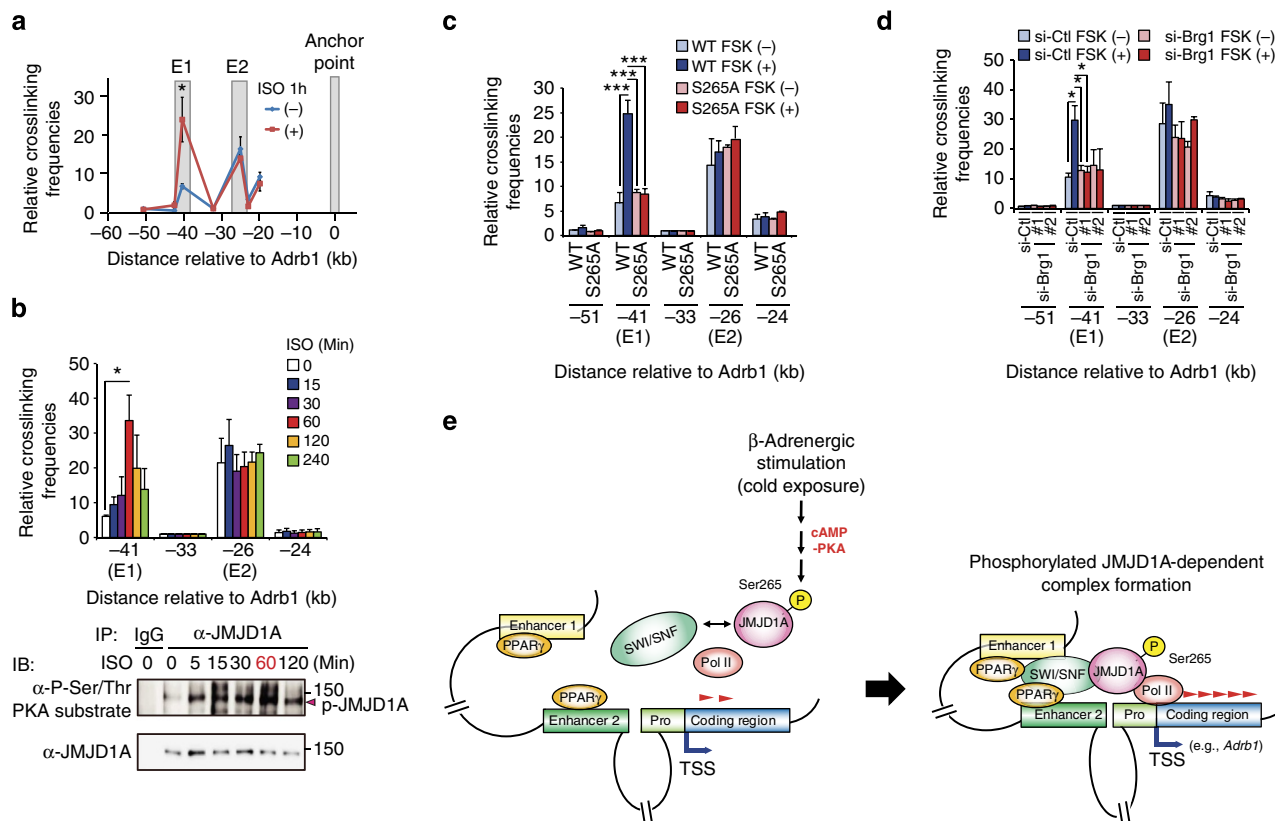 a
Anchor
point
E1
E2
ISO 1h
(–)
(+)
*
Relative crosslinking
frequencies
30
20
10
0
–60 –50 –40 –30 –20 –10 0
Distance relative to Adrb1 (kb)
b
ISO (Min)
0
15
30
60
120
240
*
Relative crosslinking
frequencies
50
40
30
20
10
0
–41 –33 –26 –24
(E1) (E2)
Distance relative to Adrb1 (kb)
IP: IgG α-JMJD1A
IB: ISO 0 0 5 15 30 60 120 (Min)
α-P-Ser/Thr
PKA substrate
150
p-JMJD1A
α-JMJD1A
150
c
WT FSK (–)
WT FSK (+)
S265A FSK (–)
S265A FSK (+)
***
***
Relative crosslinking
frequencies
30
25
20
15
10
5
0
WT S265A WT S265A WT S265A WT S265A WT S265A
–51 –41 –33 –26 –24
(E1) (E2)
Distance relative to Adrb1 (kb)
d
si-Ctl FSK (–) si-Brg1 FSK (–)
si-Ctl FSK (+) si-Brg1 FSK (+)
*
* *
Relative crosslinking
frequencies
50
40
30
20
10
0
si-Ctl #1 #2 si-Ctl #1 #2 si-Ctl #1 #2 si-Ctl #1 #2 si-Ctl #1 #2
si-Brg1 si-Brg1 si-Brg1 si-Brg1 si-Brg1
–51 –41 –33 –26 –24
(E1) (E2)
Distance relative to Adrb1 (kb)
e
β-Adrenergic
stimulation
(cold exposure)
cAMP
-PKA
Ser265
P
JMJD1A
SWI/SNF
Pol II
Enhancer 1
PPARγ
PPARγ
Enhancer 2
Pro
Coding region
TSS
Phosphorylated JMJD1A-dependent
complex formation
Enhancer 1
P
Ser265
PPARγ
SWI/SNF
JMJD1A
PPARγ
Pol II
Enhancer 2
Pro
Coding region
TSS
(e.g., Adrb1)